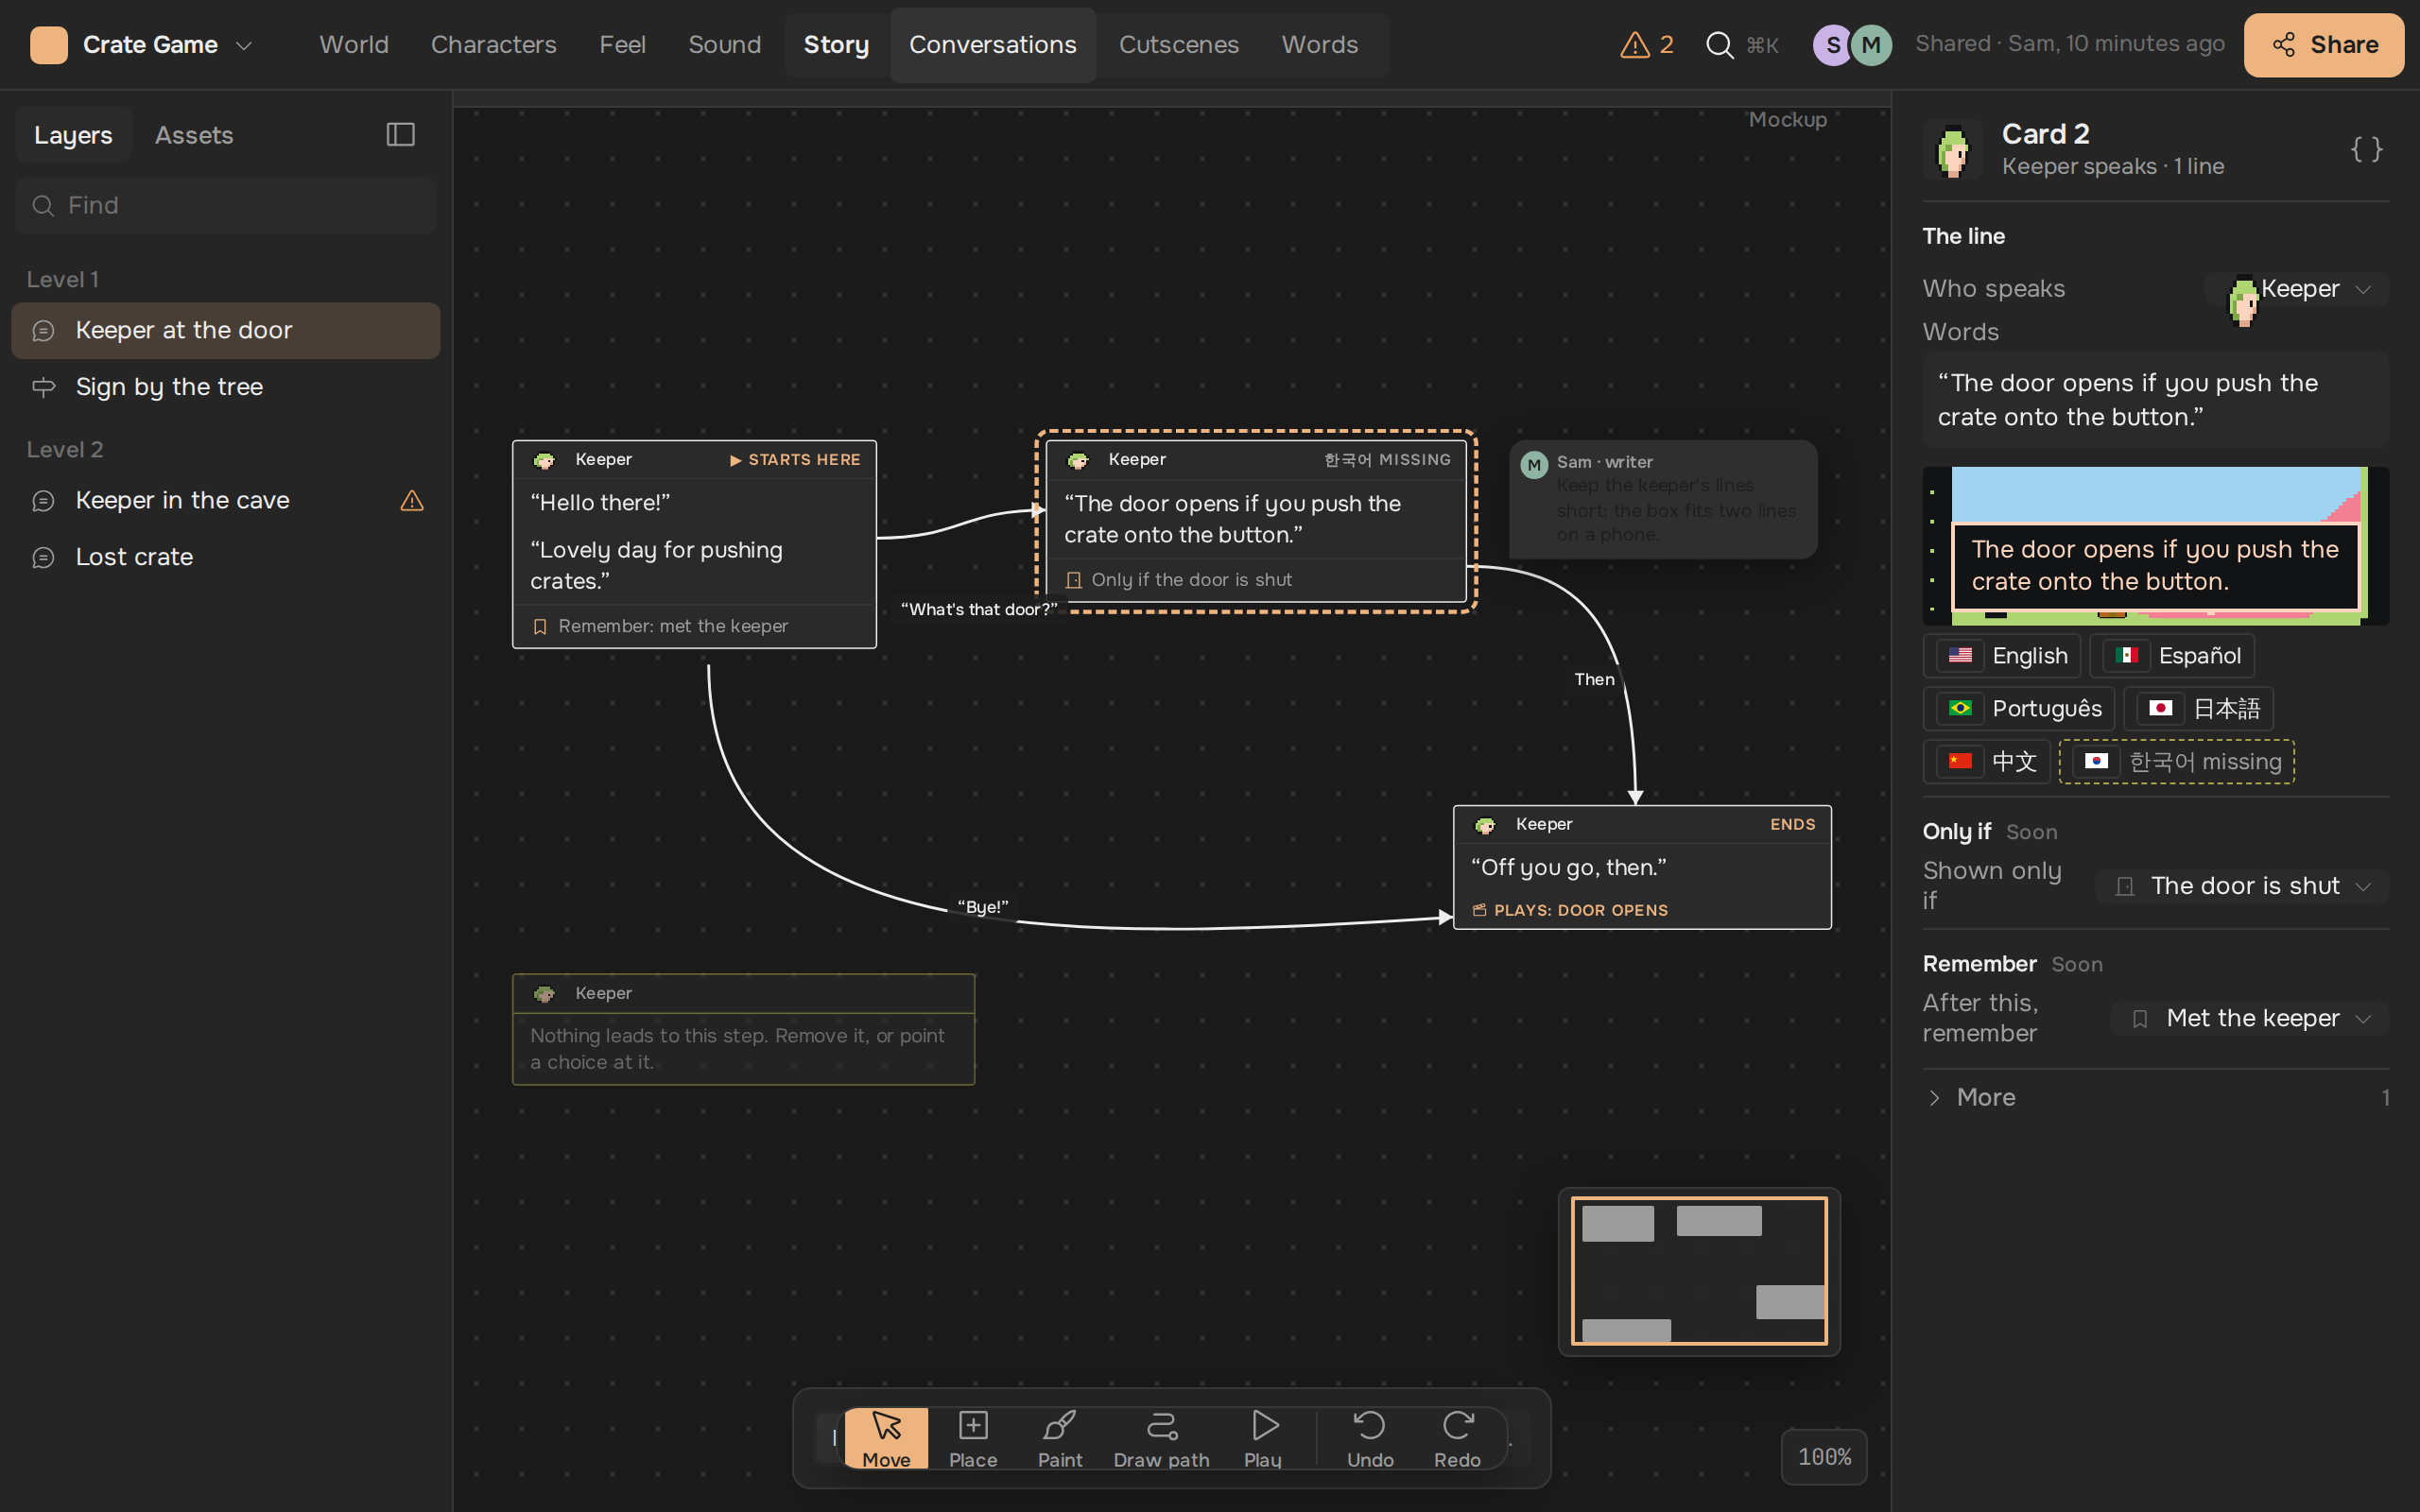 Crate Game
World
Characters
Feel
Sound
Story
Conversations
Cutscenes
Words
2
⌘K
S
M
Shared · Sam, 10 minutes ago
Share
Layers
Assets
Find
Level 1
Keeper at the door
Sign by the tree
Level 2
Keeper in the cave
Lost crate
Mockup
Keeper
▶ STARTS HERE
“Hello there!”
“Lovely day for pushing
crates.”
Remember: met the keeper
“What's that door?”
Keeper
한국어 MISSING
“The door opens if you push the
crate onto the button.”
Only if the door is shut
M
Sam · writer
Keep the keeper's lines
short: the box fits two lines
on a phone.
Then
Keeper
ENDS
“Off you go, then.”
PLAYS: DOOR OPENS
“Bye!”
Keeper
Nothing leads to this step. Remove it, or point
a choice at it.
Move
Place
Paint
Draw path
Play
Undo
Redo
100%
Card 2
Keeper speaks · 1 line
{ }
The line
Who speaks
Keeper
Words
“The door opens if you push the
crate onto the button.”
The door opens if you push the
crate onto the button.
English
Español
Português
日本語
中文
한국어 missing
Only if Soon
Shown only
if
The door is shut
Remember Soon
After this,
remember
Met the keeper
More
1